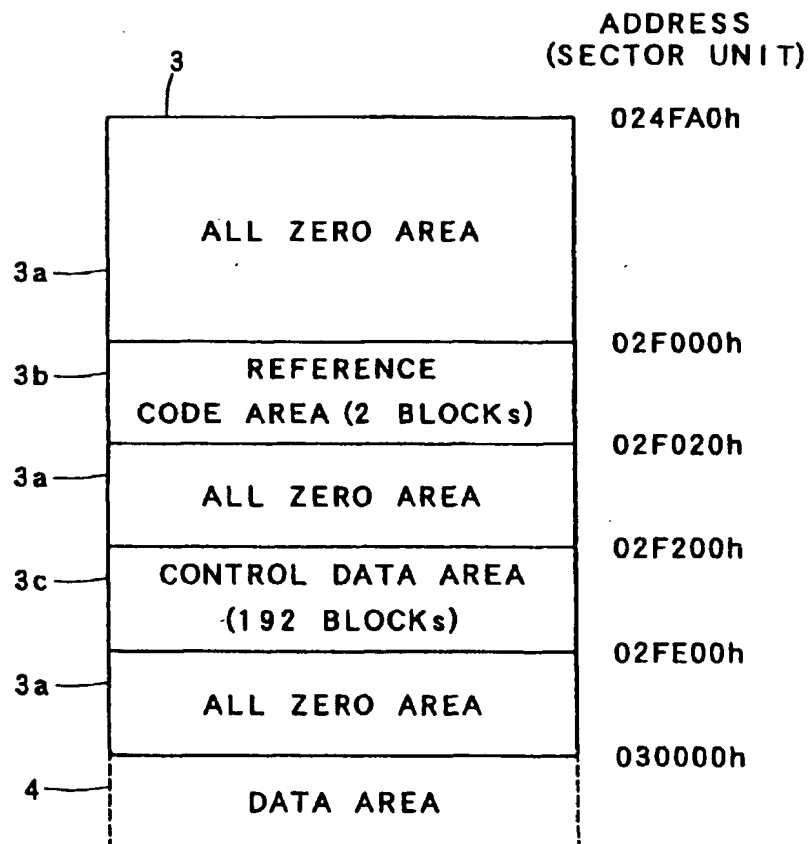 ADDRESS
(SECTOR UNIT)
3
024FA0h
ALL ZERO AREA
3a
02F000h
3b
REFERENCE
CODE AREA (2 BLOCKs)
02F020h
3a
ALL ZERO AREA
02F200h
3c
CONTROL DATA AREA
(192 BLOCKs)
02FE00h
3a
ALL ZERO AREA
030000h
4
DATA AREA